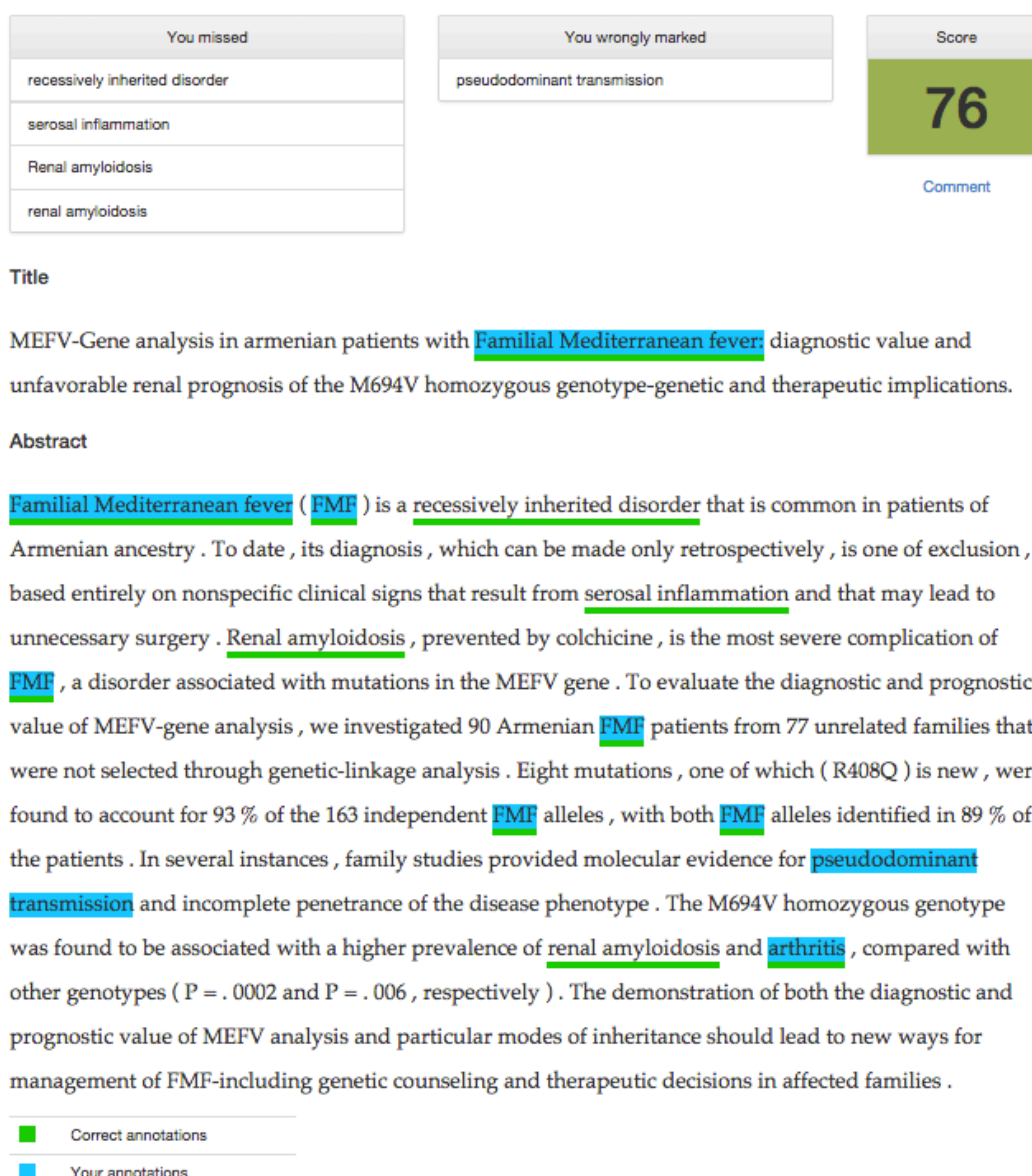 You missed
recessively inherited disorder
serosal inflammation
Renal amyloidosis
renal amyloidosis
You wrongly marked
pseudodominant transmission
Score
76
Comment
Title
MEFV-Gene analysis in armenian patients with Familial Mediterranean fever: diagnostic value and
unfavorable renal prognosis of the M694V homozygous genotype-genetic and therapeutic implications.
Abstract
Familial Mediterranean fever ( FMF ) is a recessively inherited disorder that is common in patients of
Armenian ancestry . To date , its diagnosis , which can be made only retrospectively , is one of exclusion ,
based entirely on nonspecific clinical signs that result from serosal inflammation and that may lead to
unnecessary surgery . Renal amyloidosis , prevented by colchicine , is the most severe complication of
FMF , a disorder associated with mutations in the MEFV gene . To evaluate the diagnostic and prognostic
value of MEFV-gene analysis , we investigated 90 Armenian FMF patients from 77 unrelated families that
were not selected through genetic-linkage analysis . Eight mutations , one of which ( R408Q ) is new , wer
found to account for 93 % of the 163 independent FMF alleles , with both FMF alleles identified in 89 % of
the patients . In several instances , family studies provided molecular evidence for pseudodominant
transmission and incomplete penetrance of the disease phenotype . The M694V homozygous genotype
was found to be associated with a higher prevalence of renal amyloidosis and arthritis , compared with
other genotypes ( P = . 0002 and P = . 006 , respectively ) . The demonstration of both the diagnostic and
prognostic value of MEFV analysis and particular modes of inheritance should lead to new ways for
management of FMF-including genetic counseling and therapeutic decisions in affected families .
Correct annotations
Your annotations